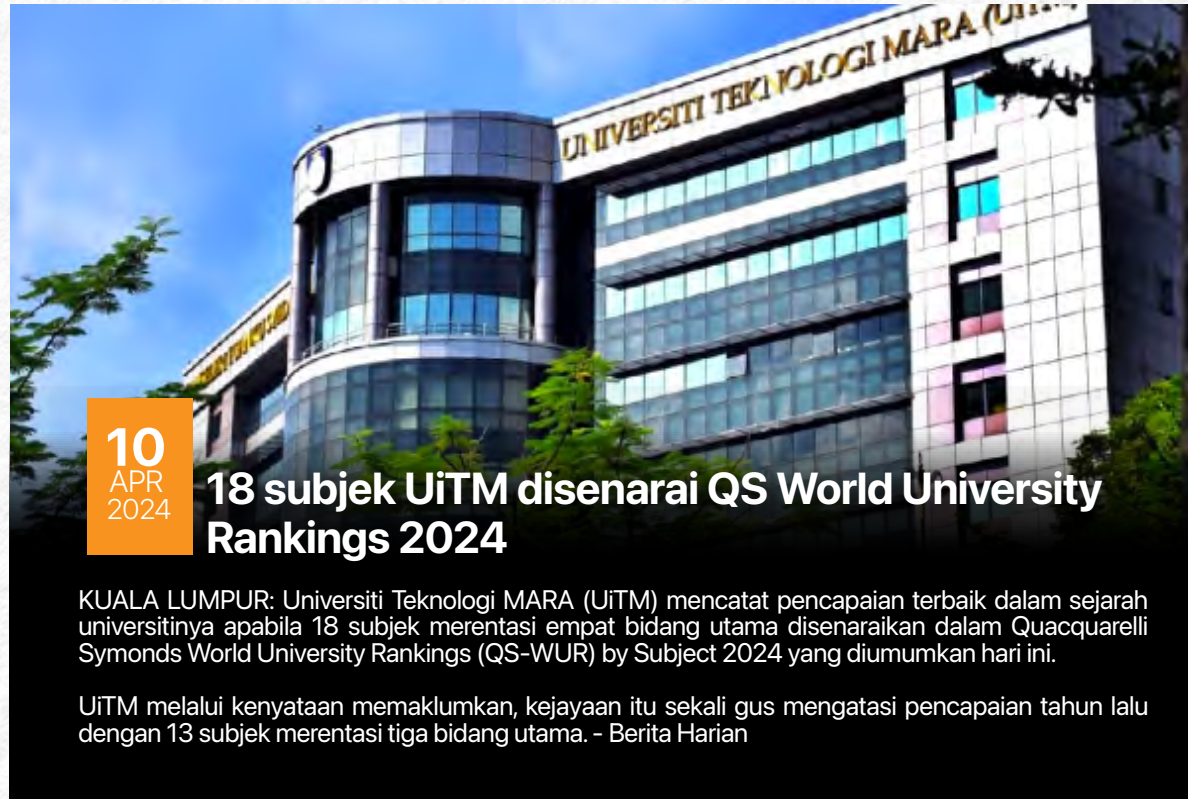 UNIVERSITI TEKNOLOGI MARA
10
APR
2024
18 subjek UiTM disenarai QS World University
Rankings 2024
KUALA LUMPUR: Universiti Teknologi MARA (UiTM) mencatat pencapaian terbaik dalam sejarah
universitinya apabila 18 subjek merentasi empat bidang utama disenaraikan dalam Quacquarelli
Symonds World University Rankings (QS-WUR) by Subject 2024 yang diumumkan hari ini.
UiTM melalui kenyataan memaklumkan, kejayaan itu sekali gus mengatasi pencapaian tahun lalu
dengan 13 subjek merentasi tiga bidang utama. - Berita Harian